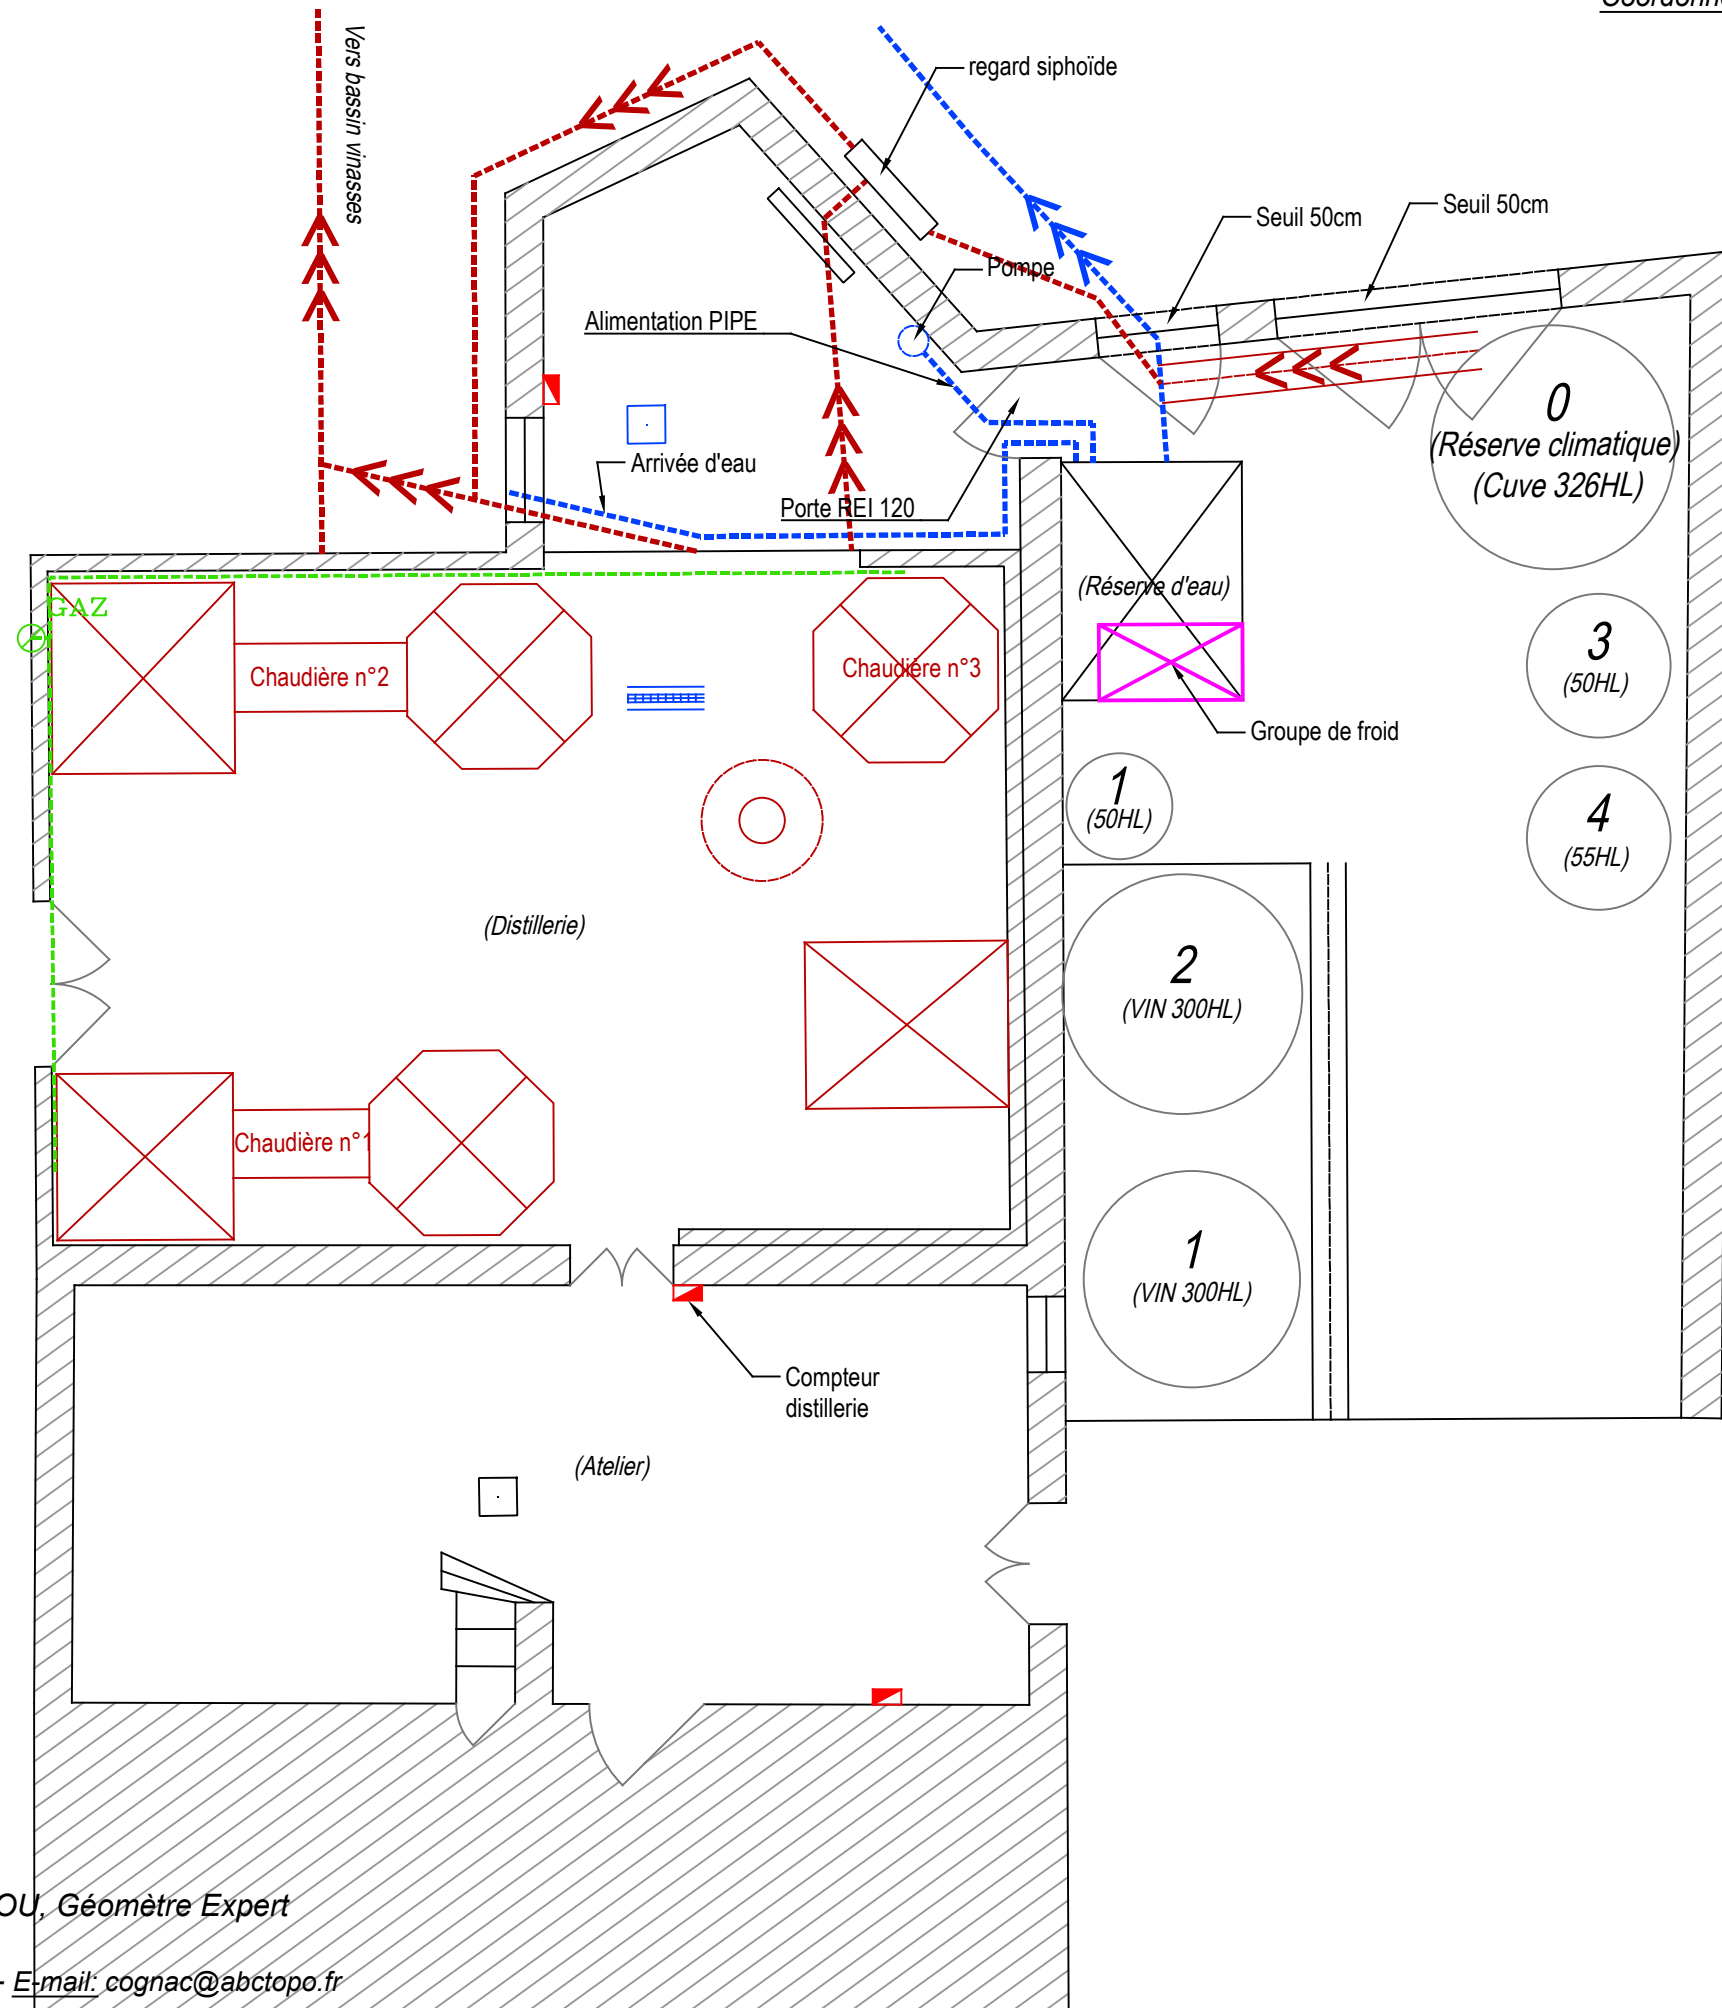 Vers bassin vinasses
regard siphoïde
Seuil 50cm
Seuil 50cm
Pompe
Alimentation PIPE
0
(Réserve climatique)
(Cuve 326HL)
Arrivée d'eau
Porte REI 120
(Réserve d'eau)
GAZ
Chaudière n°2
Chaudière n°3
3
(50HL)
Groupe de froid
1
(50HL)
4
(55HL)
(Distillerie)
2
(VIN 300HL)
Chaudière n°1
1
(VIN 300HL)
Compteur
distillerie
(Atelier)
OU, Géomètre Expert
- E-mail: cognac@abctopo.fr